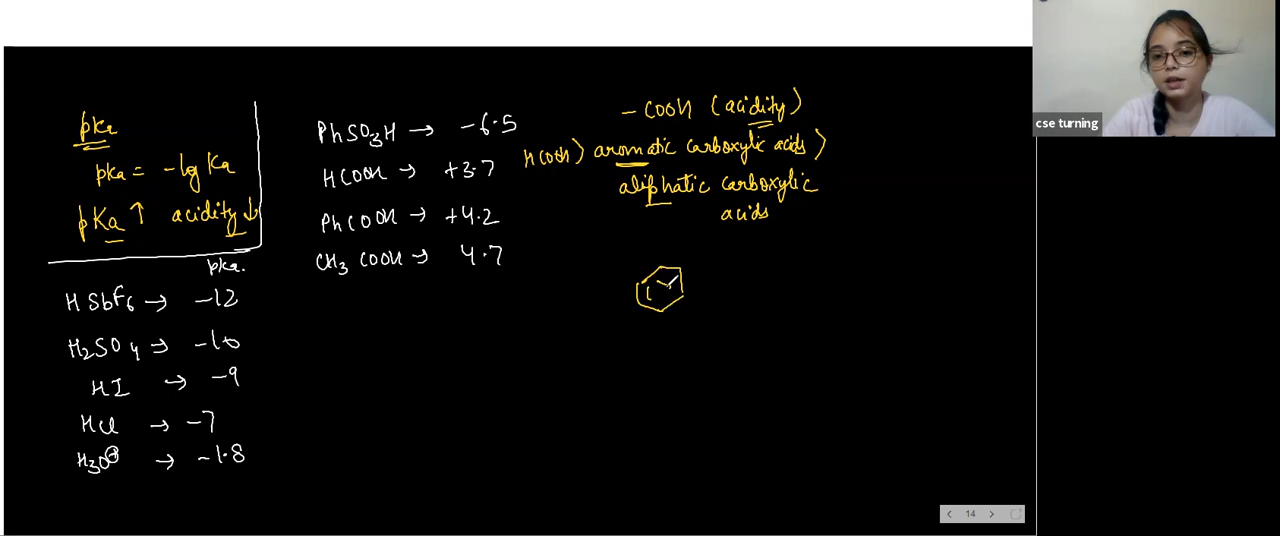 pka
pka = -log Ka
pKa ↑ acidity ↓
pka.
HSbF6 → -12
H2SO4 → -10
HI → -9
HCl → -7
H3O⊕ → -1.8
PhSO3H → -6.5
HCOOH → +3.7
PhCOOH → +4.2
CH3COOH → 4.7
-COOH (acidity)
HCOOH > aromatic carboxylic acids >
aliphatic carboxylic
acids
cse turning
14